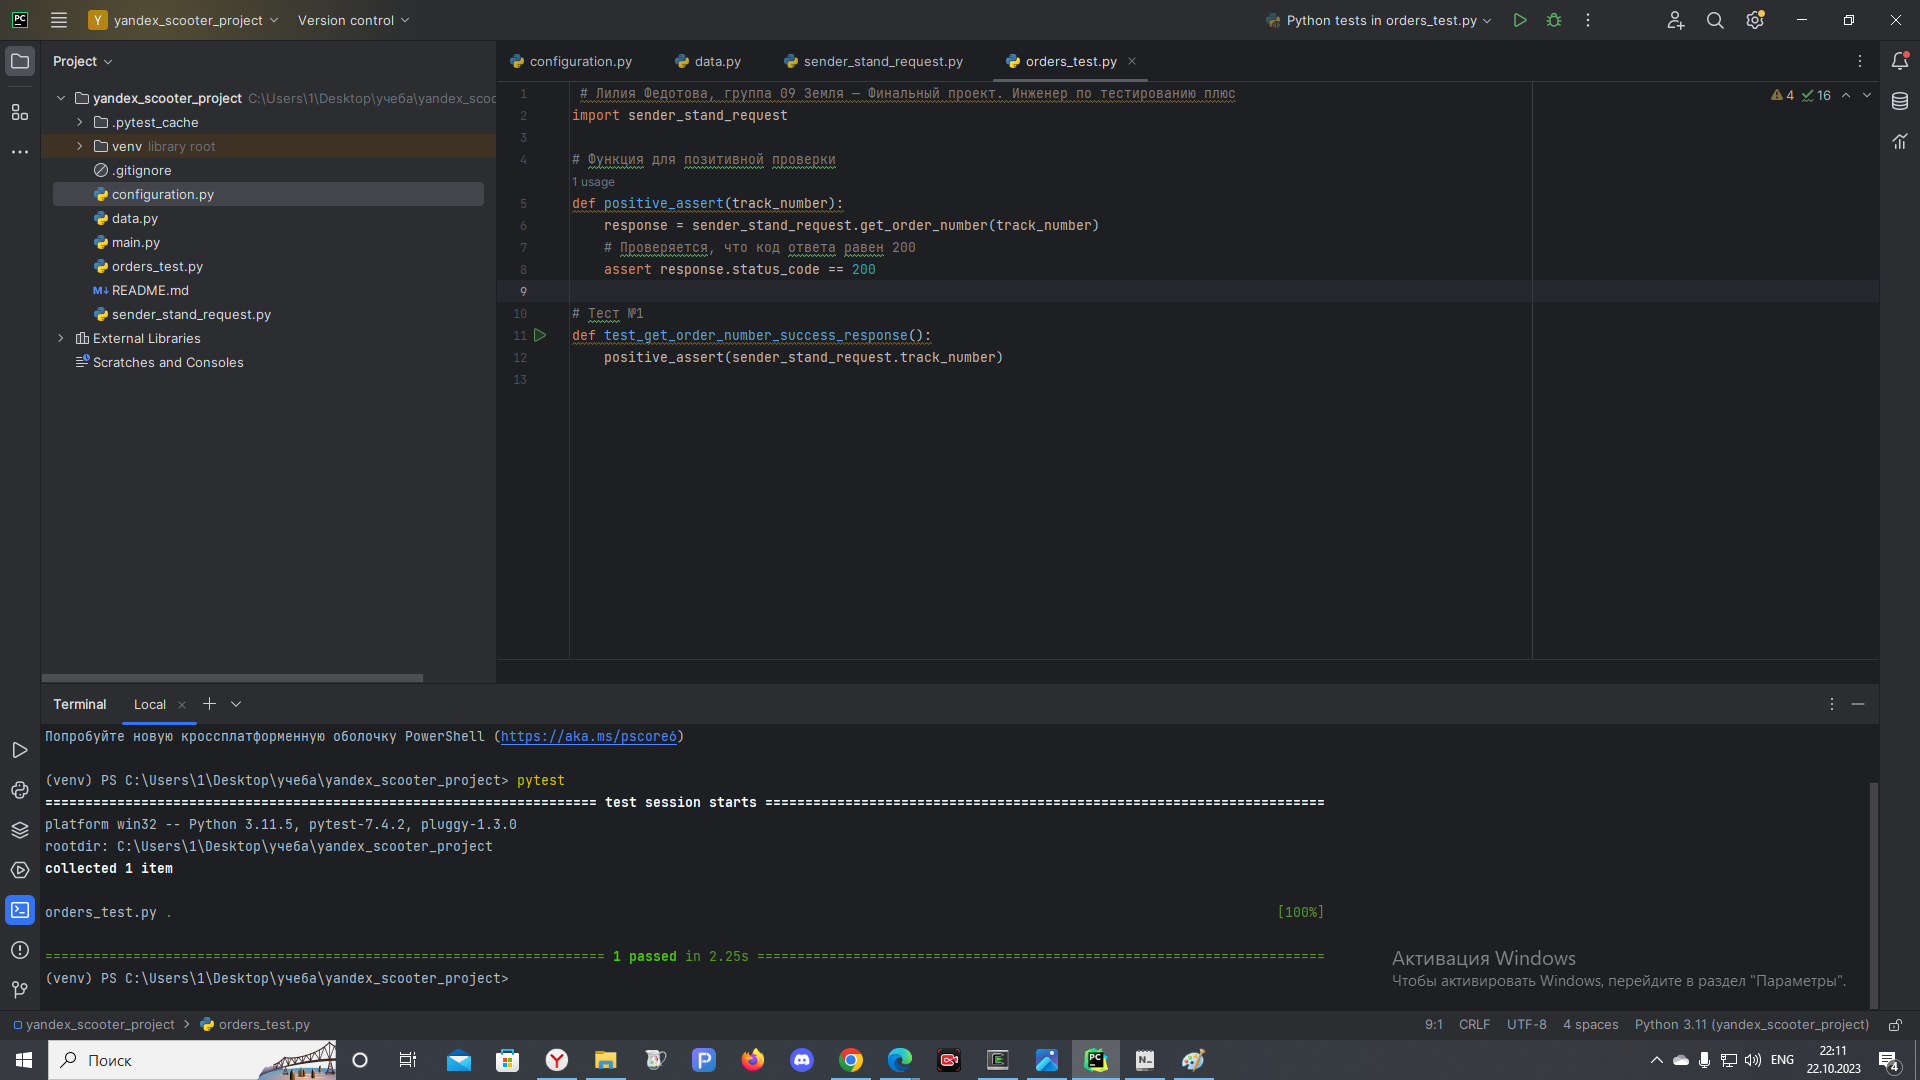 PC
Y yandex_scooter_project
Version control
Python tests in orders_test.py
Project
configuration.py
data.py
sender_stand_request.py
orders_test.py
yandex_scooter_project C:\Users\1\Desktop\учеба\yandex_scoo
.pytest_cache
venv library root
.gitignore
configuration.py
data.py
main.py
orders_test.py
M↓ README.md
sender_stand_request.py
External Libraries
Scratches and Consoles
4 16
1 # Лилия Федотова, группа 09 Земля — Финальный проект. Инженер по тестированию плюс
2 import sender_stand_request
3
4 # Функция для позитивной проверки
1 usage
5 def positive_assert(track_number):
6 response = sender_stand_request.get_order_number(track_number)
7 # Проверяется, что код ответа равен 200
8 assert response.status_code == 200
9
10 # Тест №1
11 def test_get_order_number_success_response():
12 positive_assert(sender_stand_request.track_number)
13
Terminal
Local
Попробуйте новую кроссплатформенную оболочку PowerShell (https://aka.ms/pscore6)
(venv) PS C:\Users\1\Desktop\учеба\yandex_scooter_project> pytest
===================================================================== test session starts ======================================================================
platform win32 -- Python 3.11.5, pytest-7.4.2, pluggy-1.3.0
rootdir: C:\Users\1\Desktop\учеба\yandex_scooter_project
collected 1 item
orders_test.py . [100%]
====================================================================== 1 passed in 2.25s =======================================================================
(venv) PS C:\Users\1\Desktop\учеба\yandex_scooter_project>
Активация Windows
Чтобы активировать Windows, перейдите в раздел "Параметры".
yandex_scooter_project > orders_test.py
9:1
CRLF
UTF-8
4 spaces
Python 3.11 (yandex_scooter_project)
Поиск
ENG
22:11
22.10.2023
4